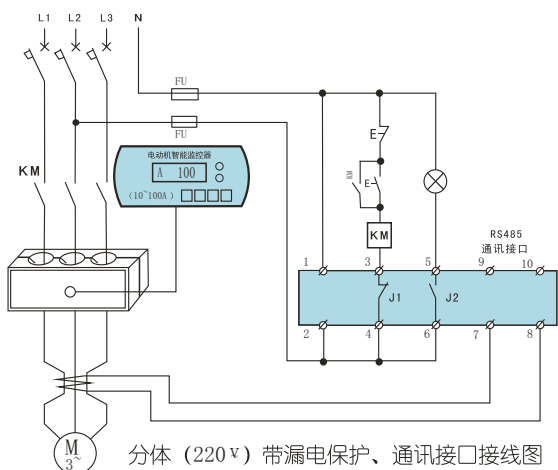 L1 L2 L3 N
FU
FU
电动机智能监控器
A 100
(10~100A)
KM
E
KM
E
KM
RS485
通讯接口
1 3 5 9 10
J1 J2
2 4 6 7 8
M
3~
分体 (220V) 带漏电保护、通讯接口接线图